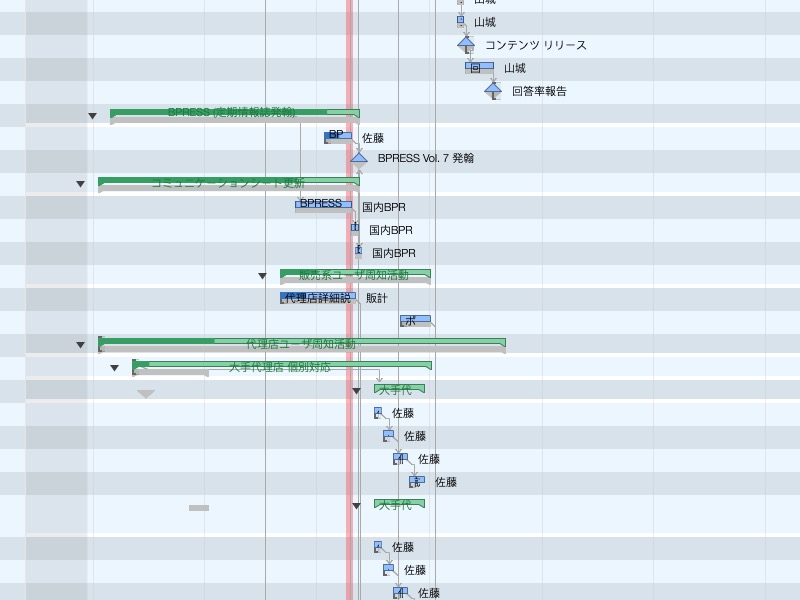 山城
山城
コンテンツ リリース
回 山城
回答率報告
BPRESS (定期情報誌発翰)
BP 佐藤
BPRESS Vol. 7 発翰
コミュニケーションシート更新
BPRESS 国内BPR
国内BPR
国内BPR
販売系ユーザ周知活動
代理店詳細説 販計
ポ
代理店ユーザ周知活動
大手代理店 個別対応
大手代
佐藤
佐藤
佐藤
佐藤
大手代
佐藤
佐藤
佐藤